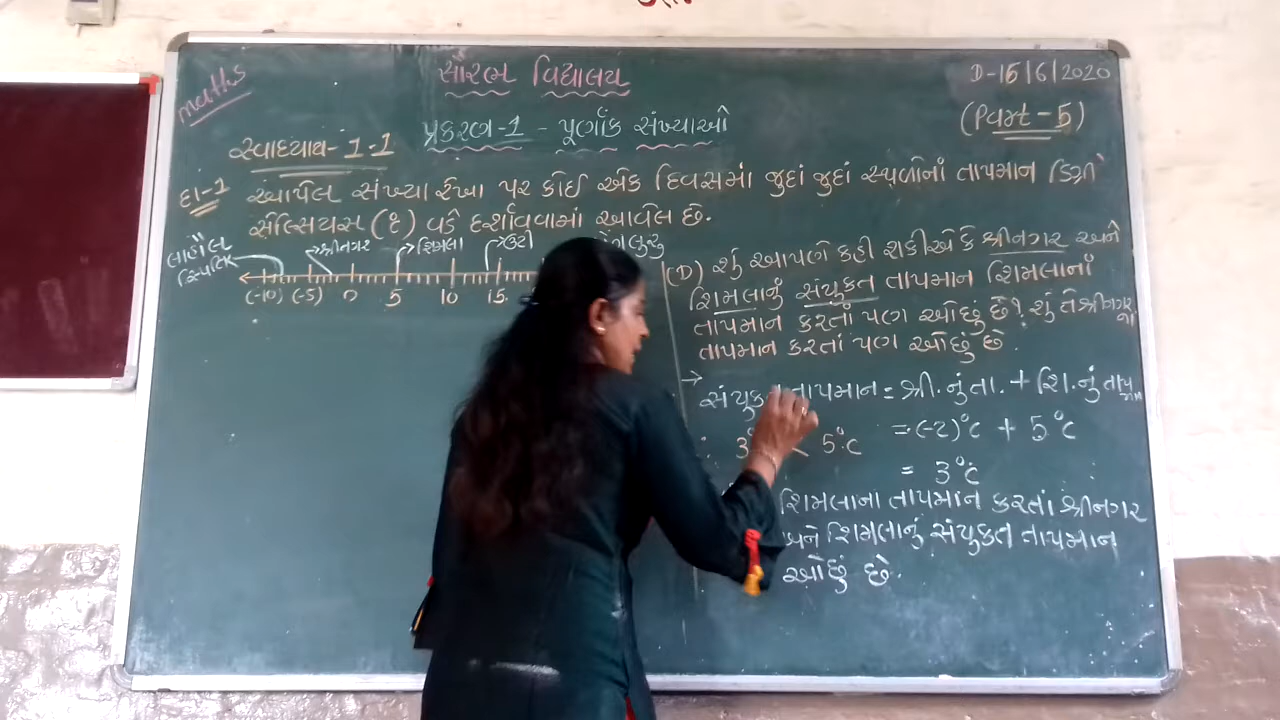 maths
સૌરભ વિદ્યાલય
D-15/6/2020
પ્રકરણ-1 - પૂર્ણાંક સંખ્યાઓ
(Part-5)
સ્વાધ્યાય-1.1
દા-1 આપેલ સંખ્યા રેખા પર કોઈ એક દિવસમાં જુદાં જુદાં સ્થળોનાં તાપમાન ડિગ્રી
સેલ્સિયસ (°c) વડે દર્શાવવામાં આવેલ છે.
લાહોલ સ્પિતિ શ્રીનગર શિમલા ઉટી
(-10) (-5) 0 5 10 15
(D) શું આપણે કહી શકીએ કે શ્રીનગર અને
શિમલાનું સંયુક્ત તાપમાન શિમલાનાં
તાપમાન કરતાં પણ ઓછું છે? શું તે શ્રીનગરનાં
તાપમાન કરતાં પણ ઓછું છે.
→ સંયુક્ત તાપમાન = શ્રી.નું તા. + શિ.નું તાપમાન
= (-2)°c + 5°c
∴ 3° < 5°c
= 3°c
શિમલાના તાપમાન કરતાં શ્રીનગર
અને શિમલાનું સંયુક્ત તાપમાન
ઓછું છે.